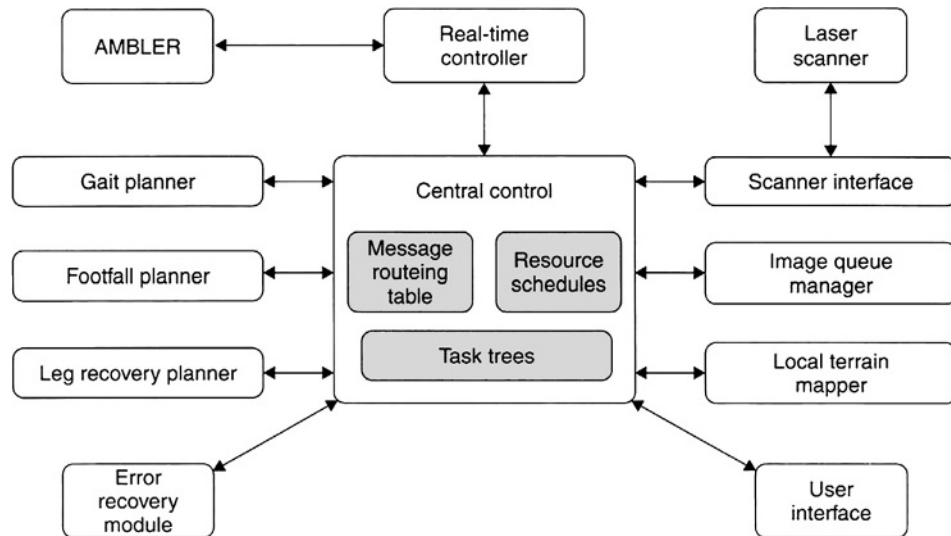 AMBLER
Real-time
controller
Laser
scanner
Gait planner
Central control
Scanner interface
Message
routeing
table
Resource
schedules
Footfall planner
Image queue
manager
Task trees
Leg recovery planner
Local terrain
mapper
Error
recovery
module
User
interface